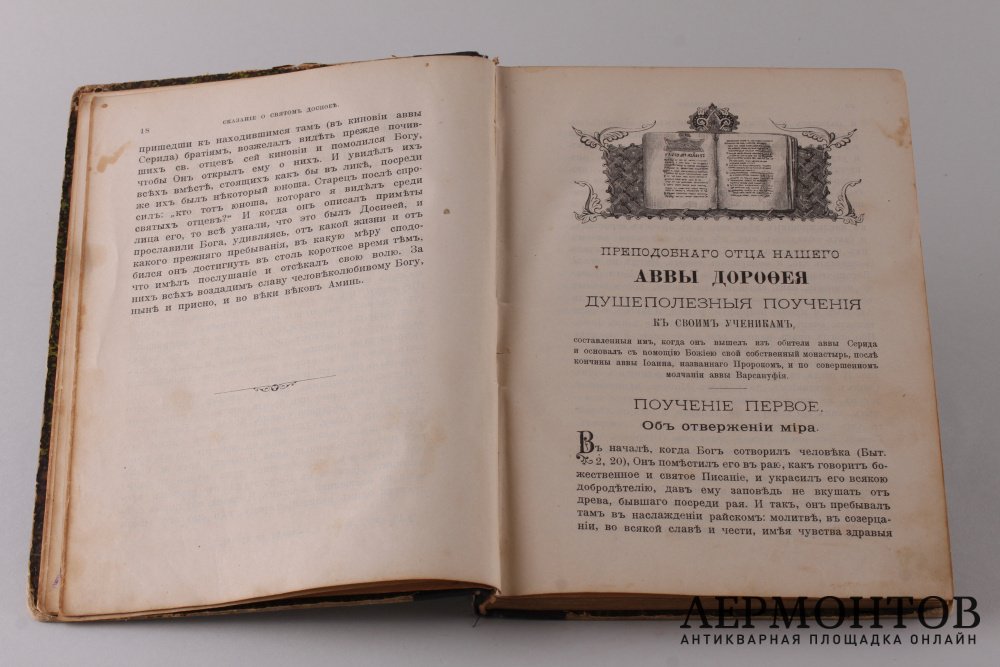 СКАЗАНІЕ О СВЯТОМЪ ДОСИѲЕѢ.
18
пришедши къ находившимся тамъ (въ киновіи аввы
Серида) братіямъ, возжелалъ видѣть прежде почив-
шихъ св. отцевъ сей киновіи и помолился Богу,
чтобы Онъ открылъ ему о нихъ. И увидѣлъ ихъ
всѣхъ вмѣстѣ, стоящихъ какъ бы въ ликѣ, посреди
же ихъ былъ нѣкоторый юноша. Старецъ послѣ спро-
силъ: „кто тотъ юноша, котораго я видѣлъ среди
святыхъ отцевъ?“ И когда онъ описалъ примѣты
лица его, то всѣ узнали, что это былъ Досиѳей, и
прославили Бога, удивляясь, отъ какой жизни и отъ
какого прежняго пребыванія, въ какую мѣру сподо-
бился онъ достигнуть въ столь короткое время тѣмъ,
что имѣлъ послушаніе и отсѣкалъ свою волю. За
нихъ всѣхъ воздадимъ славу человѣколюбивому Богу,
нынѣ и присно, и во вѣки вѣковъ Аминь.
ПРЕПОДОБНАГО ОТЦА НАШЕГО
АВВЫ ДОРОѲЕЯ
ДУШЕПОЛЕЗНЫЯ ПОУЧЕНІЯ
КЪ СВОИМЪ УЧЕНИКАМЪ,
составленныя имъ, когда онъ вышелъ изъ обители аввы Серида
и основалъ съ помощію Божіею свой собственный монастырь, послѣ
кончины аввы Іоанна, названнаго Пророкомъ, и по совершенномъ
молчаніи аввы Варсануфія.
ПОУЧЕНІЕ ПЕРВОЕ.
Объ отверженіи міра.
Въ началѣ, когда Богъ сотворилъ человѣка (Быт.
2, 20), Онъ помѣстилъ его въ раю, какъ говоритъ бо-
жественное и святое Писаніе, и украсилъ его всякою
добродѣтелію, давъ ему заповѣдь не вкушать отъ
древа, бывшаго посреди рая. И такъ, онъ пребывалъ
тамъ въ наслажденіи райскомъ: молитвѣ, въ созерца-
ніи, во всякой славѣ и чести, имѣя чувства здравыя
ЛЕРМОНТОВ
АНТИКВАРНАЯ ПЛОЩАДКА ОНЛАЙН